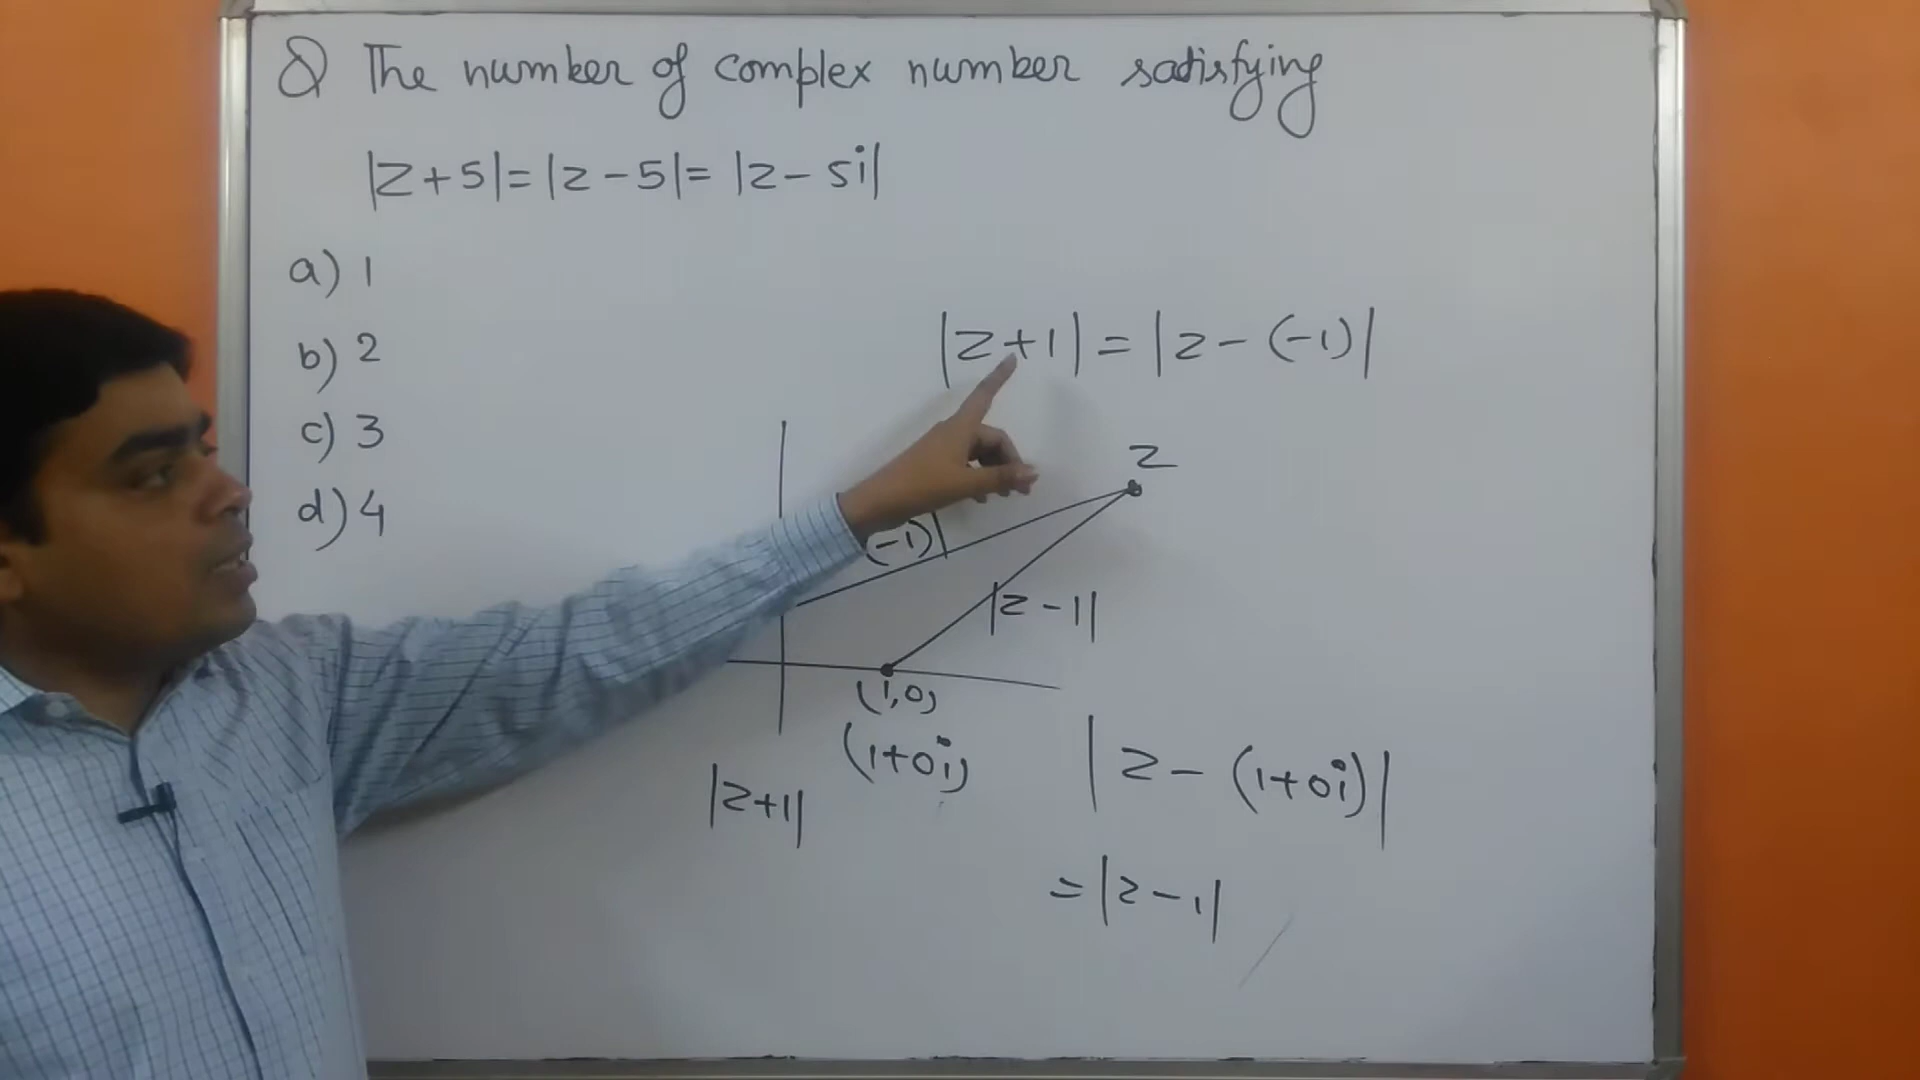 Q The number of complex number satisfying
|z+5|=|z-5|=|z-5i|
a) 1
b) 2
c) 3
d) 4
|z+1|=|z-(-1)|
z
(-1)|
|z-1|
(1,0)
(1+0i)
|z+1|
|z-(1+0i)|
=|z-1|